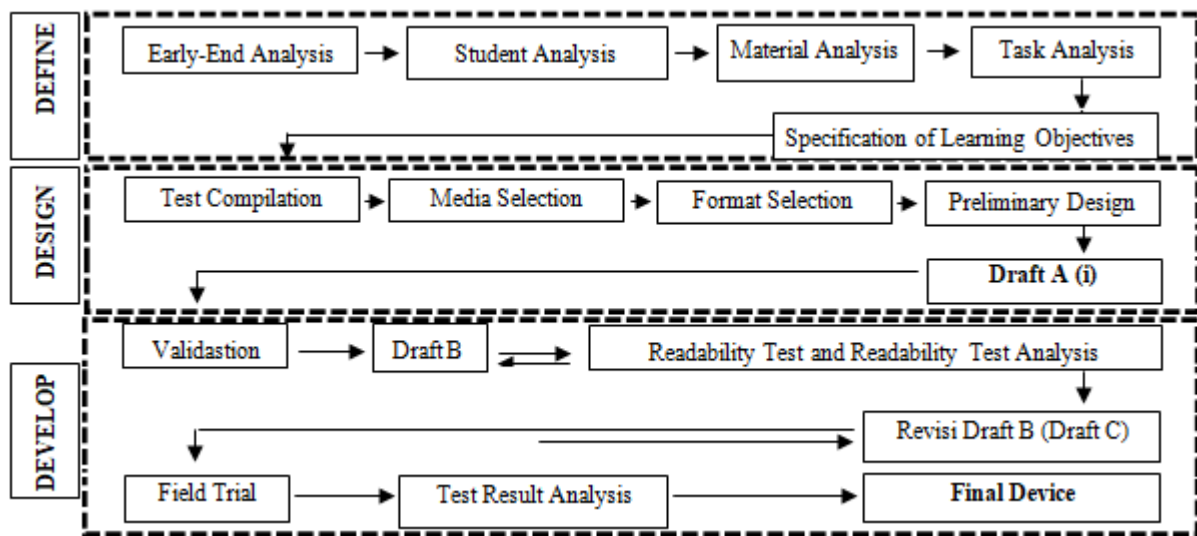 DEFINE
Early-End Analysis
Student Analysis
Material Analysis
Task Analysis
Specification of Learning Objectives
DESIGN
Test Compilation
Media Selection
Format Selection
Preliminary Design
Draft A (i)
DEVELOP
Validastion
Draft B
Readability Test and Readability Test Analysis
Revisi Draft B (Draft C)
Field Trial
Test Result Analysis
Final Device